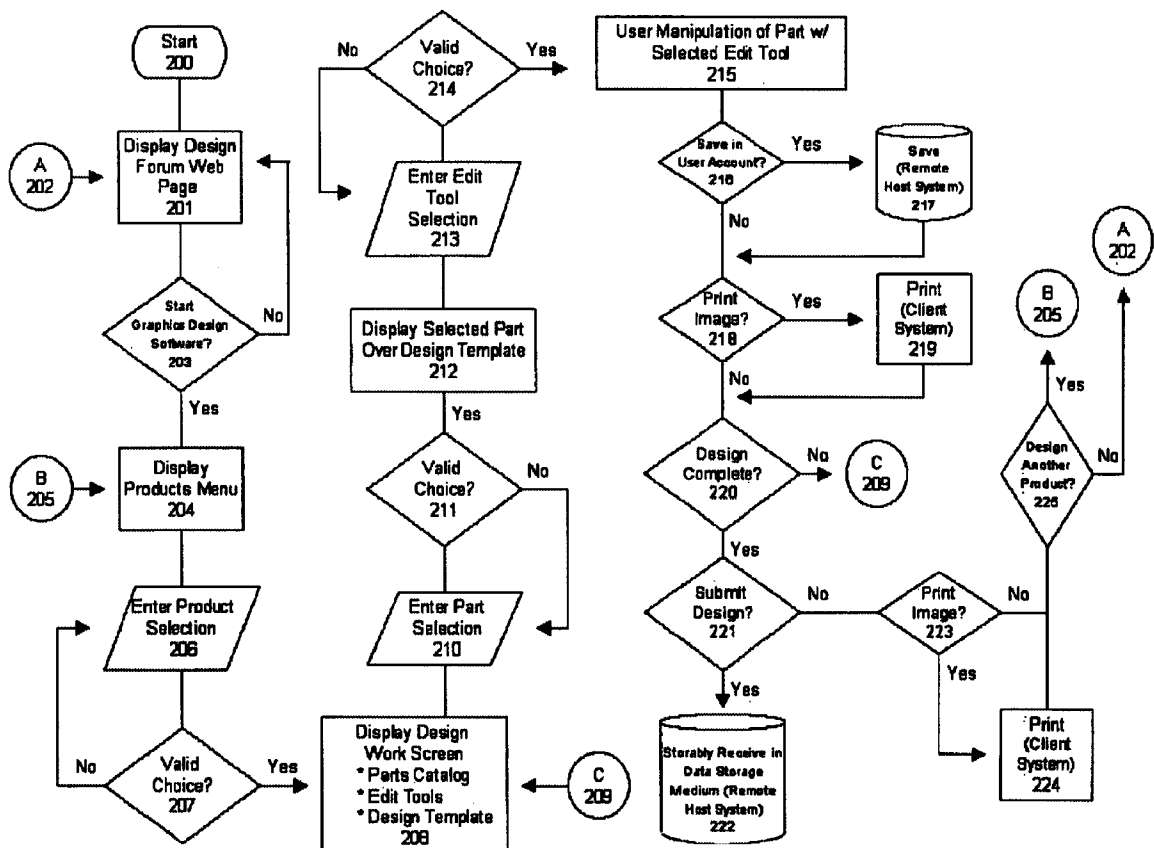 Start
200
A
202
Display Design
Forum Web
Page
201
Start
Graphics Design
Software?
203
No
Yes
B
205
Display
Products Menu
204
Enter Product
Selection
206
No
Valid
Choice?
207
Yes
Display Design
Work Screen
* Parts Catalog
* Edit Tools
* Design Template
208
C
209
Enter Part
Selection
210
Valid
Choice?
211
No
Yes
Display Selected Part
Over Design Template
212
Enter Edit
Tool
Selection
213
No
Valid
Choice?
214
Yes
User Manipulation of Part w/
Selected Edit Tool
215
Save in
User Account?
216
Yes
Save
(Remote
Host System)
217
No
Print
Image?
218
Yes
Print
(Client
System)
219
No
Design
Complete?
220
No
C
209
Yes
Submit
Design?
221
No
Yes
Storably Receive in
Data Storage
Medium (Remote
Host System)
222
Print
Image?
223
No
Yes
Print
(Client
System)
224
Design
Another
Product?
225
Yes
B
205
No
A
202